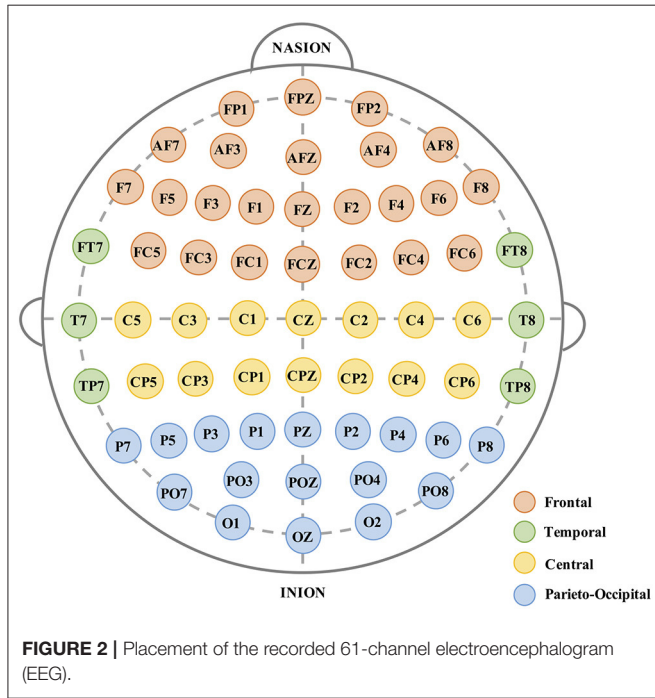 NASION
FPZ
FP1 FP2
AF7 AF3 AFZ AF4 AF8
F7 F5 F3 F1 FZ F2 F4 F6 F8
FT7 FC5 FC3 FC1 FCZ FC2 FC4 FC6 FT8
T7 C5 C3 C1 CZ C2 C4 C6 T8
TP7 CP5 CP3 CP1 CPZ CP2 CP4 CP6 TP8
P7 P5 P3 P1 PZ P2 P4 P6 P8
PO7 PO3 POZ PO4 PO8
O1 OZ O2
INION
Frontal
Temporal
Central
Parieto-Occipital
FIGURE 2 | Placement of the recorded 61-channel electroencephalogram
(EEG).